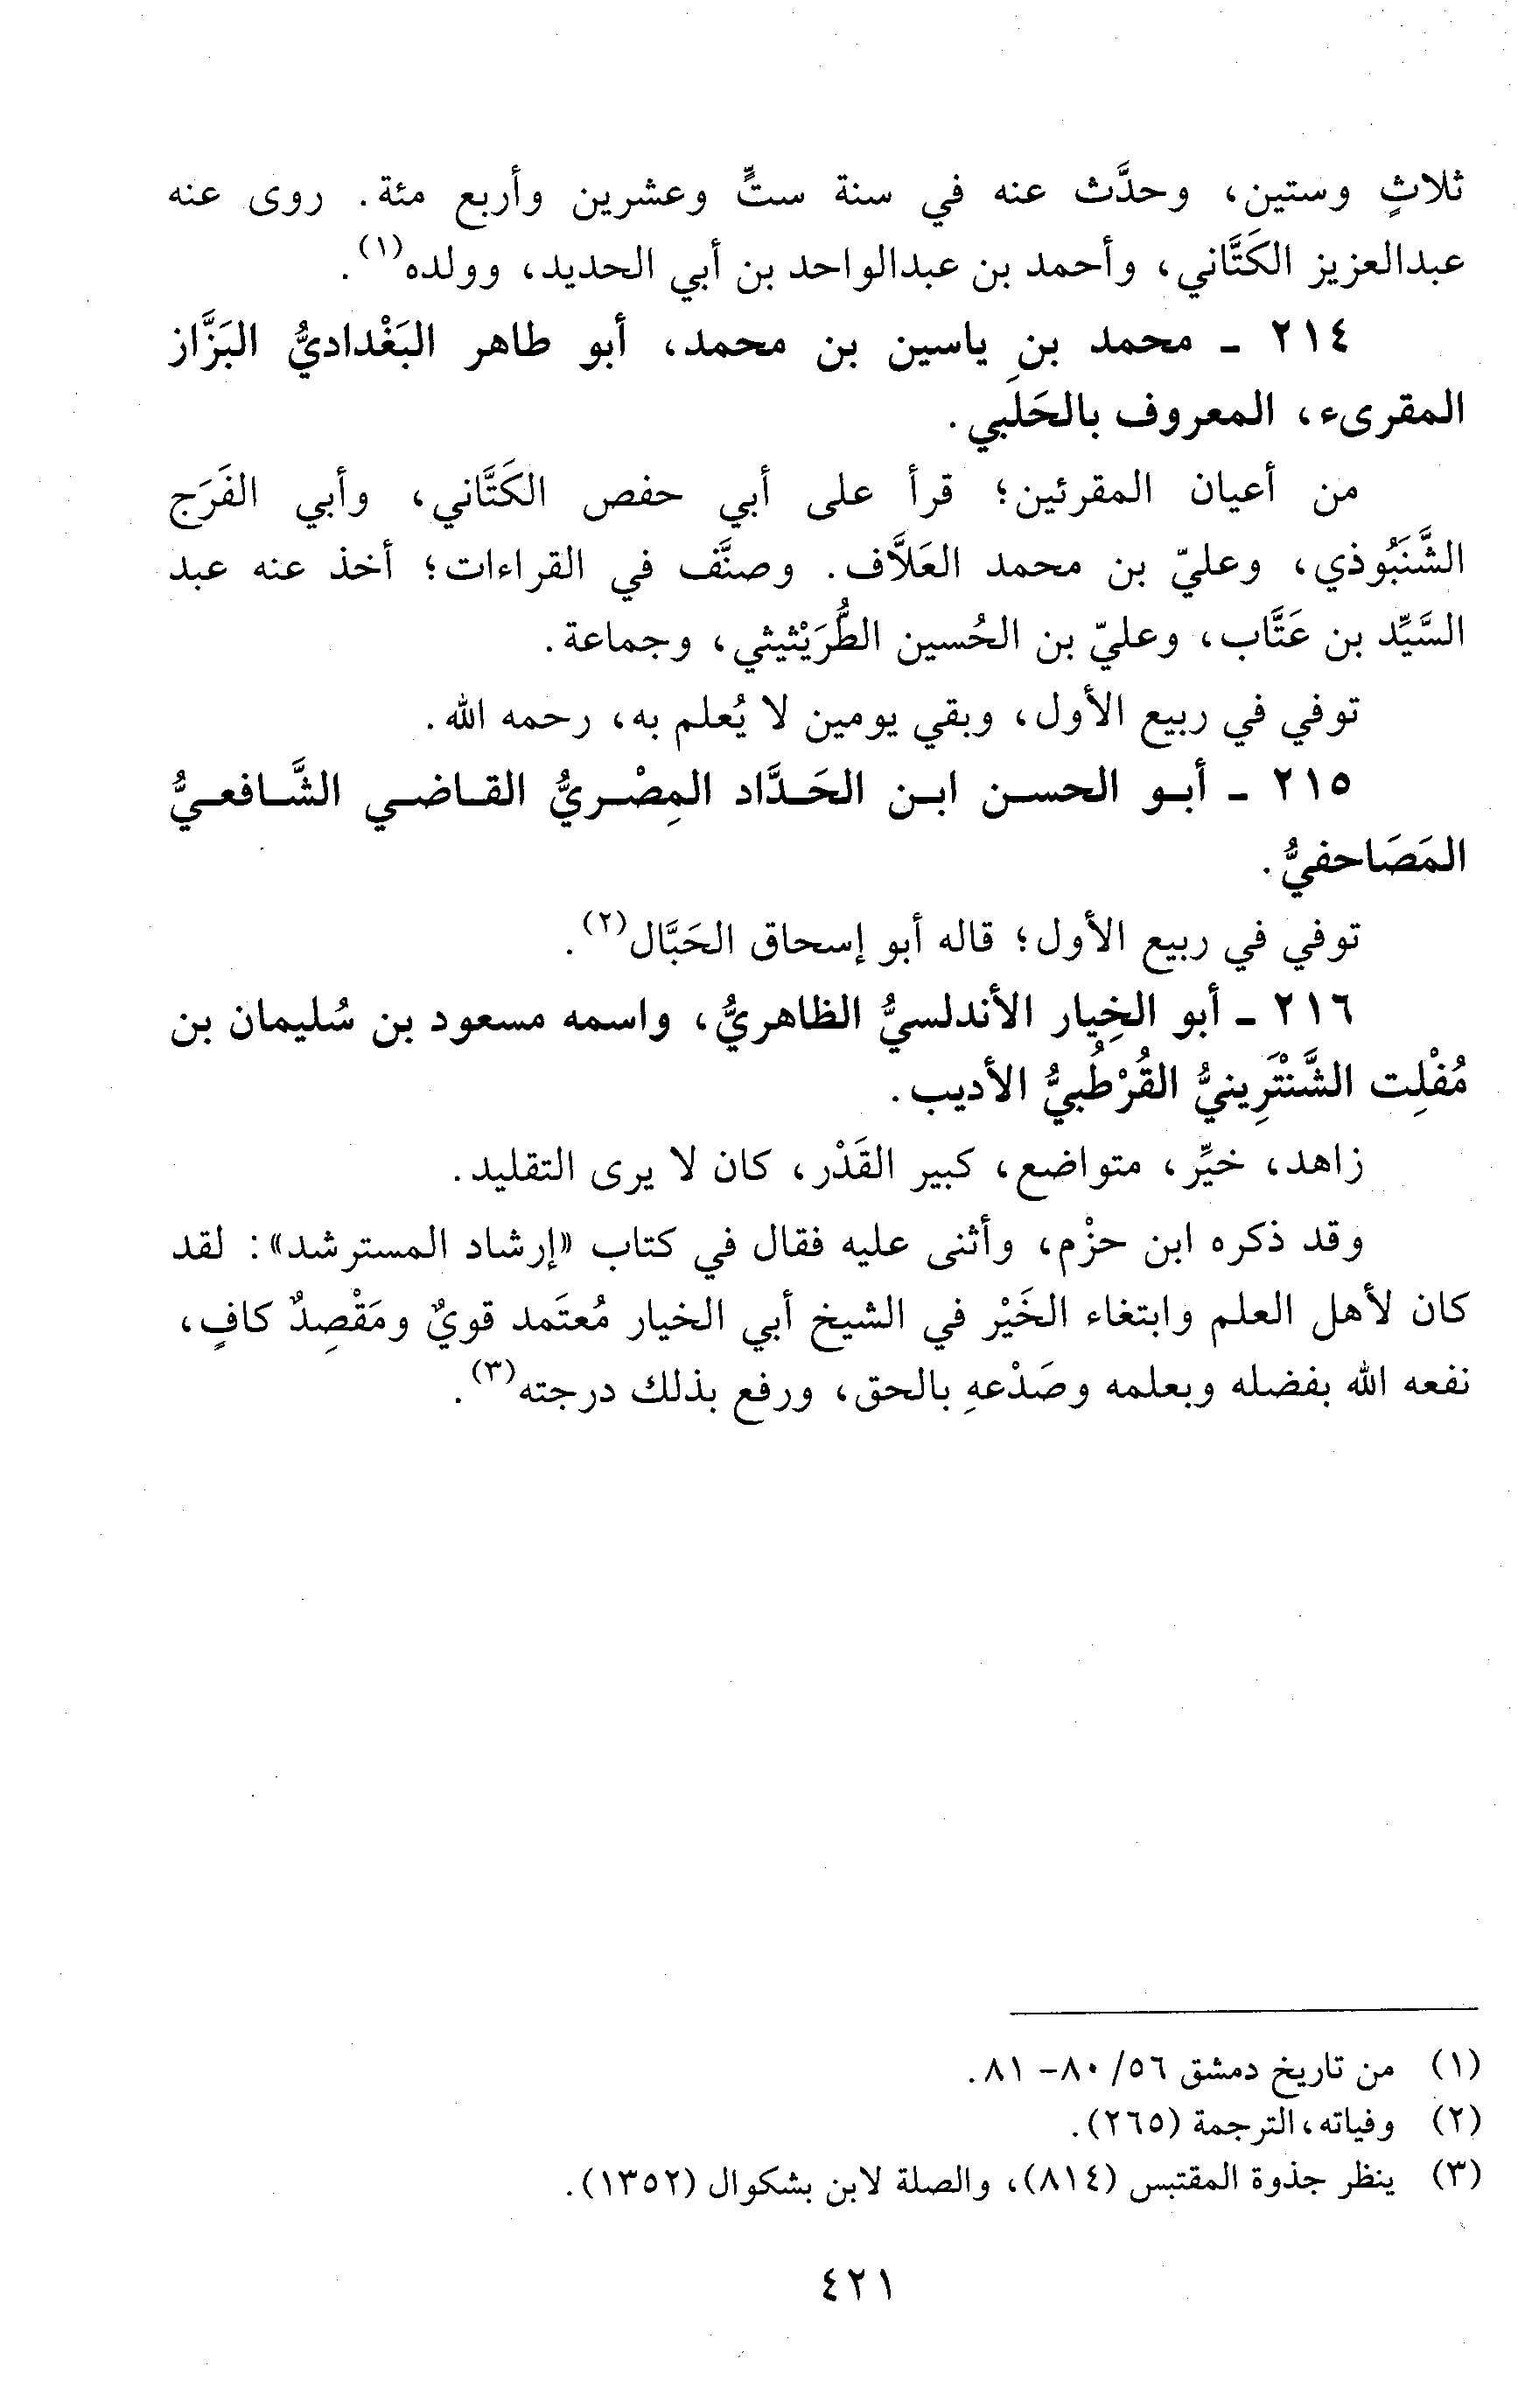 ثلاثٍ وستين، وحدَّث عنه في سنة ستٍّ وعشرين وأربع مئة. روى عنه
عبدالعزيز الكَتَّاني، وأحمد بن عبدالواحد بن أبي الحديد، وولده(١).
٢١٤ ـ محمد بن ياسين بن محمد، أبو طاهر البَغْداديُّ البَزَّاز
المقرىء، المعروف بالحَلَبي.
من أعيان المقرئين؛ قرأ على أبي حفص الكَتَّاني، وأبي الفَرَج
الشَّنَبُوذي، وعليّ بن محمد العَلاَّف. وصنَّف في القراءات؛ أخذ عنه عبد
السَّيِّد بن عَتَّاب، وعليّ بن الحُسين الطُّرَيْثيثي، وجماعة.
توفي في ربيع الأول، وبقي يومين لا يُعلم به، رحمه الله.
٢١٥ ـ أبو الحسن ابن الحَدَّاد المِصْريُّ القاضي الشَّافعيُّ
المَصَاحفيُّ.
توفي في ربيع الأول؛ قاله أبو إسحاق الحَبَّال(٢).
٢١٦ ـ أبو الخِيار الأندلسيُّ الظاهريُّ، واسمه مسعود بن سُليمان بن
مُفْلِت الشَّنْتَرِينيُّ القُرْطُبيُّ الأديب.
زاهد، خيِّر، متواضع، كبير القَدْر، كان لا يرى التقليد.
وقد ذكره ابن حزْم، وأثنى عليه فقال في كتاب «إرشاد المسترشد»: لقد
كان لأهل العلم وابتغاء الخَيْر في الشيخ أبي الخيار مُعتَمد قويٌ ومَقْصِدٌ كافٍ،
نفعه الله بفضله وبعلمه وصَدْعهِ بالحق، ورفع بذلك درجته(٣).
(١) من تاريخ دمشق ٥٦/ ٨٠- ٨١.
(٢) وفياته، الترجمة (٢٦٥).
(٣) ينظر جذوة المقتبس (٨١٤)، والصلة لابن بشكوال (١٣٥٢).
٤٢١